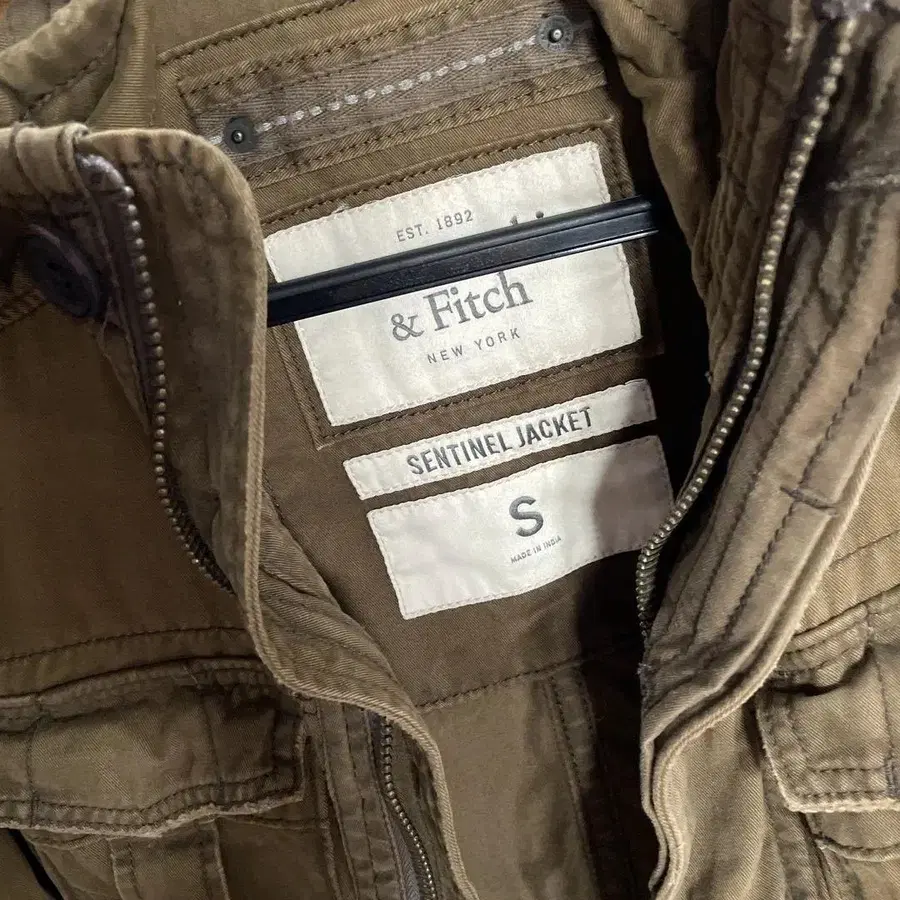 EST. 1892
& Fitch
NEW YORK
SENTINEL JACKET
S
MADE IN INDIA